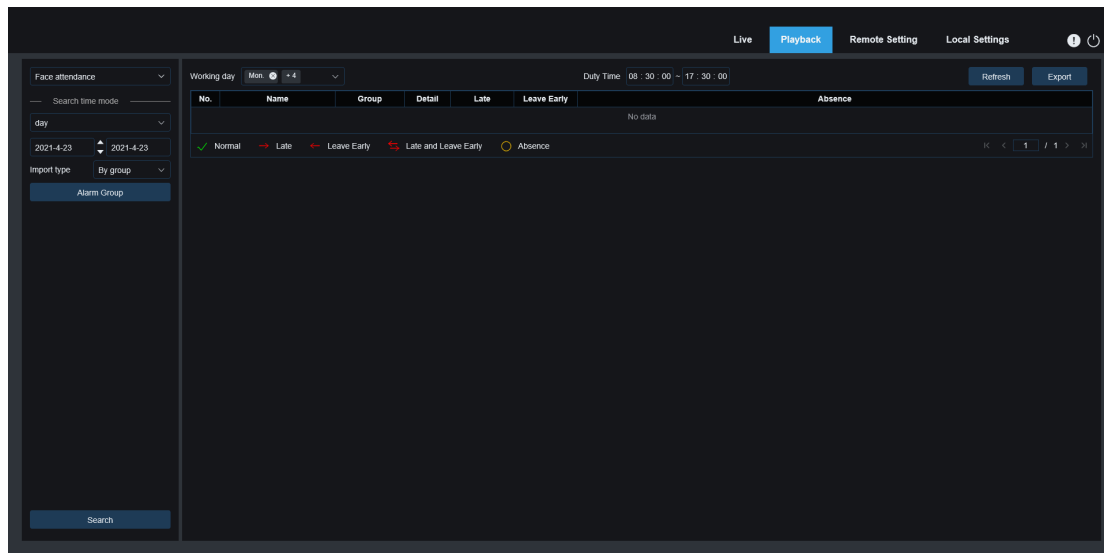 Live Playback Remote Setting Local Settings
Face attendance
Search time mode
day
2021-4-23 2021-4-23
Import type By group
Alarm Group
Search
Working day Mon. + 4 Duty Time 08 : 30 : 00 ~ 17 : 30 : 00 Refresh Export
No. Name Group Detail Late Leave Early Absence
No data
Normal Late Leave Early Late and Leave Early Absence 1 / 1